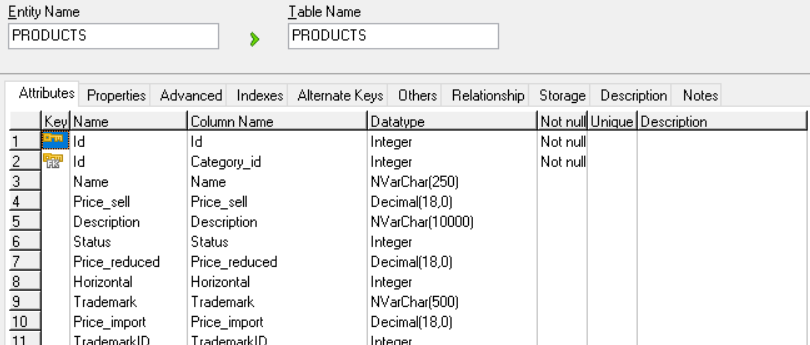 Entity Name Table Name
PRODUCTS PRODUCTS
Attributes Properties Advanced Indexes Alternate Keys Others Relationship Storage Description Notes
Key Name Column Name Datatype Not null Unique Description
1 Id Id Integer Not null
2 FK Id Category_id Integer Not null
3 Name Name NVarChar(250)
4 Price_sell Price_sell Decimal(18,0)
5 Description Description NVarChar(10000)
6 Status Status Integer
7 Price_reduced Price_reduced Decimal(18,0)
8 Horizontal Horizontal Integer
9 Trademark Trademark NVarChar(500)
10 Price_import Price_import Decimal(18,0)
11 TrademarkID TrademarkID Integer